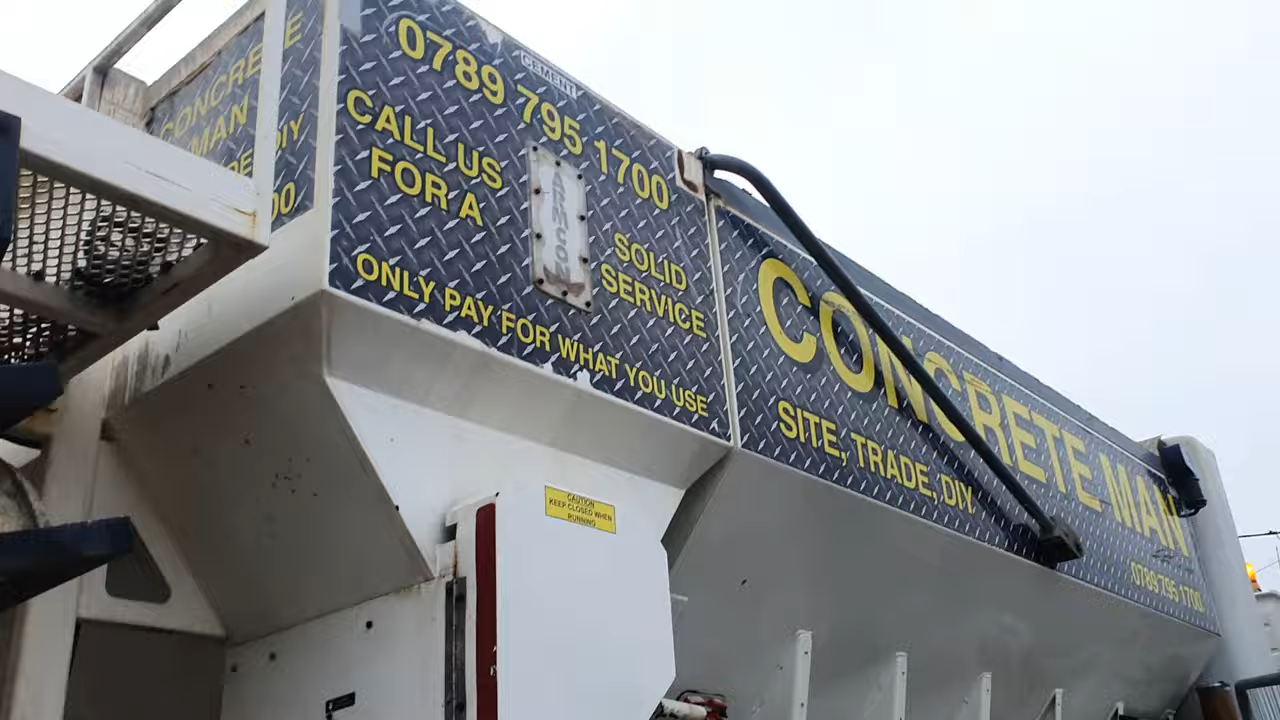 CONCRETE
MAN
DIY
00
CEMENT
0789 795 1700
CALL US
FOR A
ARMCON
SOLID
SERVICE
ONLY PAY FOR WHAT YOU USE
CONCRETE MAN
SITE, TRADE, DIY
0789 795 1700
CAUTION
KEEP CLOSED WHEN
RUNNING